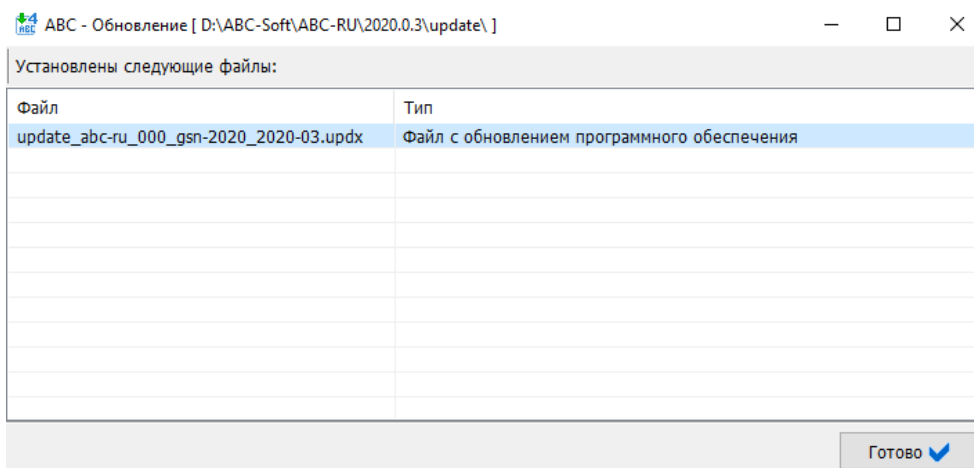 ABC - Обновление [ D:\ABC-Soft\ABC-RU\2020.0.3\update\ ]
Установлены следующие файлы:
Файл Тип
update_abc-ru_000_gsn-2020_2020-03.updx Файл с обновлением программного обеспечения
Готово